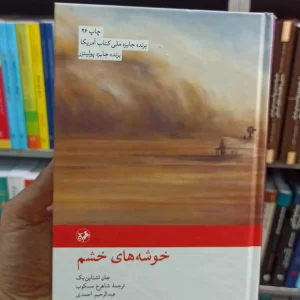 چاپ ۲۶
برنده جایزه ملی کتاب آمریکا
برنده جایزه پولیتزر
خوشه‌های خشم
جان اشتاین‌بک
ترجمهٔ شاهرخ مسکوب
عبدالرحیم احمدی